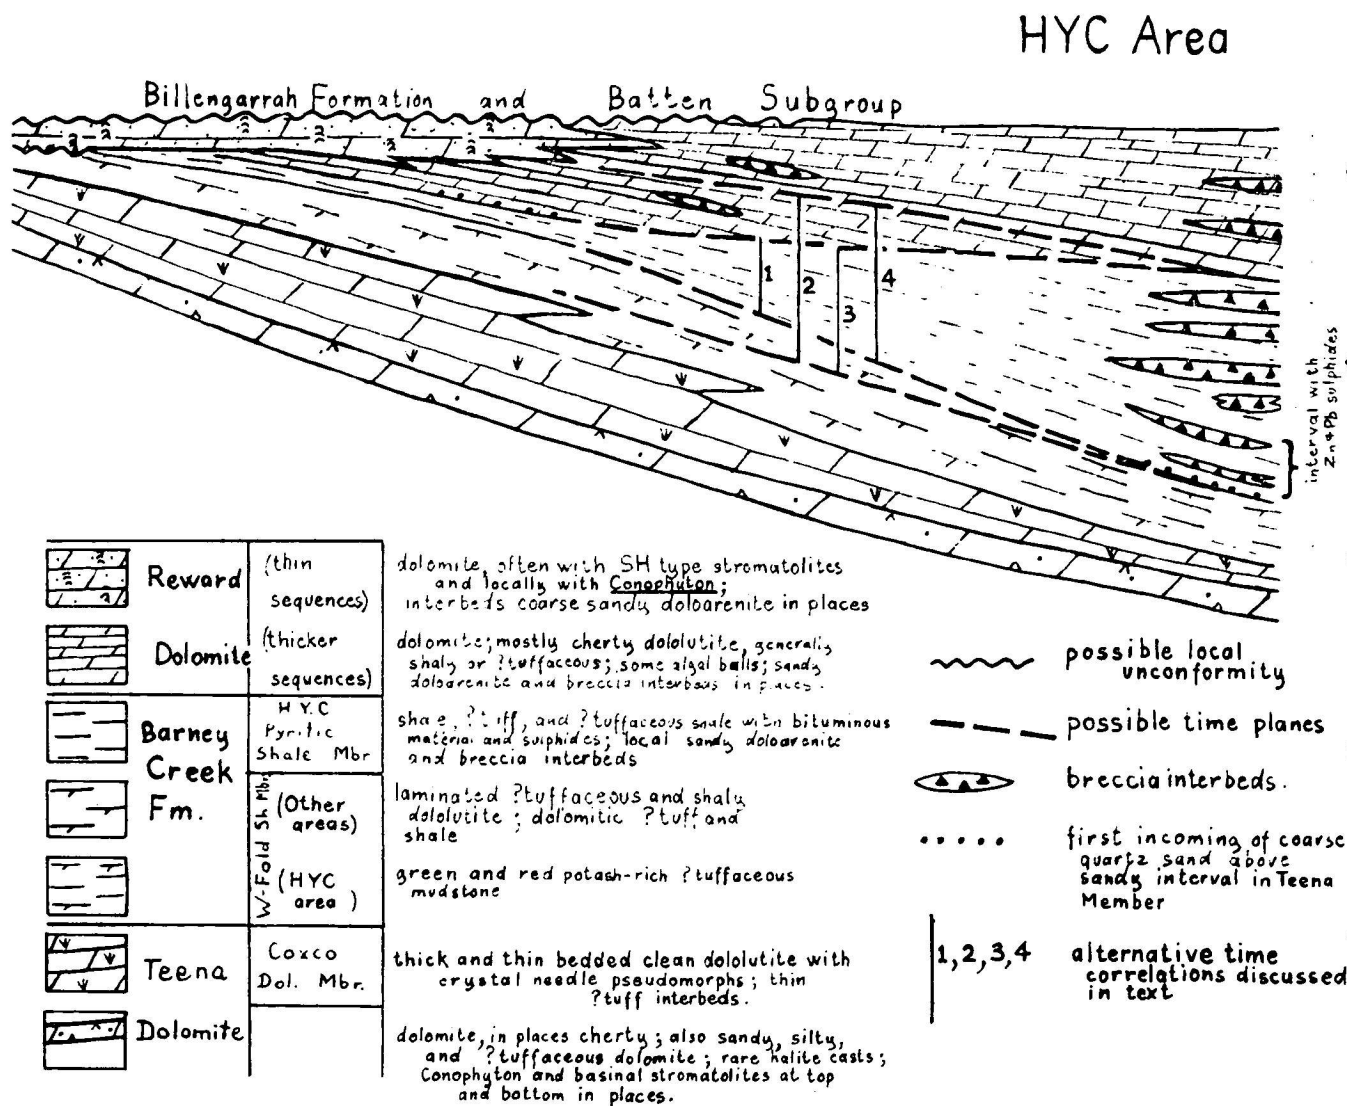 HYC Area
Billengarrah Formation and Batten Subgroup
1
2
3
4
interval with
Zn+Pb sulphides
Reward
(thin
sequences)
dolomite, often with SH type stromatolites
and locally with Conophyton;
interbeds coarse sandy doloarenite in places
Dolomite
(thicker
sequences)
dolomite; mostly cherty dololutite, generally
shaly or ?tuffaceous; some algal balls; sandy
doloarenite and breccia interbeds in places.
Barney
Creek
Fm.
H.Y.C
Pyritic
Shale Mbr
shale, ?tuff, and ?tuffaceous shale with bituminous
material and sulphides; local sandy doloarenite
and breccia interbeds
W-Fold Sh. Mbr.
(Other
areas)
laminated ?tuffaceous and shaly
dololutite; dolomitic ?tuff and
shale
(HYC
area)
green and red potash-rich ?tuffaceous
mudstone
Teena
Coxco
Dol. Mbr.
thick and thin bedded clean dololutite with
crystal needle pseudomorphs; thin
?tuff interbeds.
Dolomite
dolomite, in places cherty; also sandy, silty,
and ?tuffaceous dolomite; rare halite casts;
Conophyton and basinal stromatolites at top
and bottom in places.
possible local
unconformity
possible time planes
breccia interbeds.
first incoming of coarse
quartz sand above
sandy interval in Teena
Member
1,2,3,4
alternative time
correlations discussed
in text